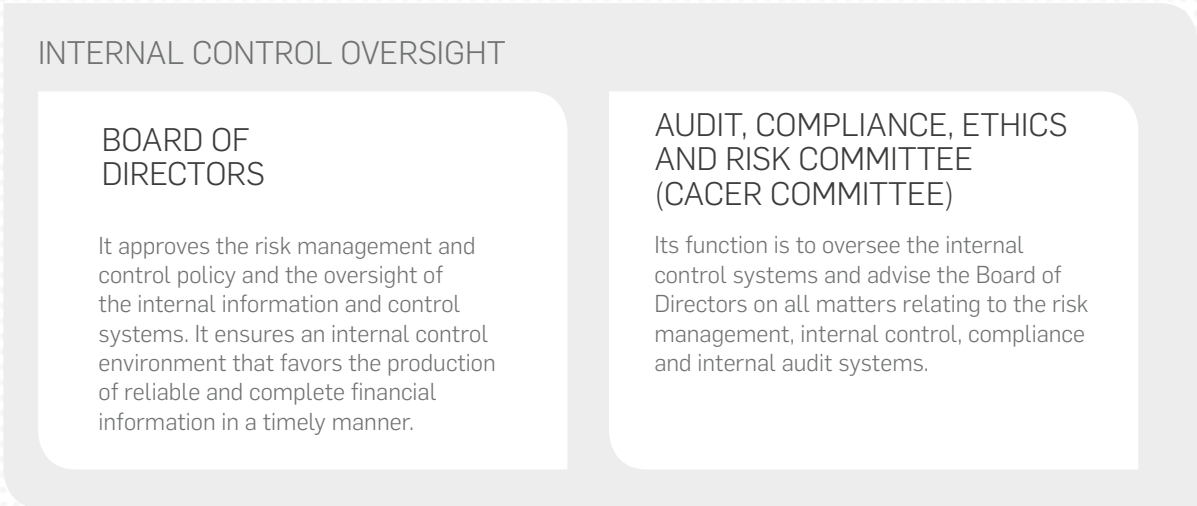 INTERNAL CONTROL OVERSIGHT
BOARD OF
DIRECTORS
It approves the risk management and
control policy and the oversight of
the internal information and control
systems. It ensures an internal control
environment that favors the production
of reliable and complete financial
information in a timely manner.
AUDIT, COMPLIANCE, ETHICS
AND RISK COMMITTEE
(CACER COMMITTEE)
Its function is to oversee the internal
control systems and advise the Board of
Directors on all matters relating to the risk
management, internal control, compliance
and internal audit systems.